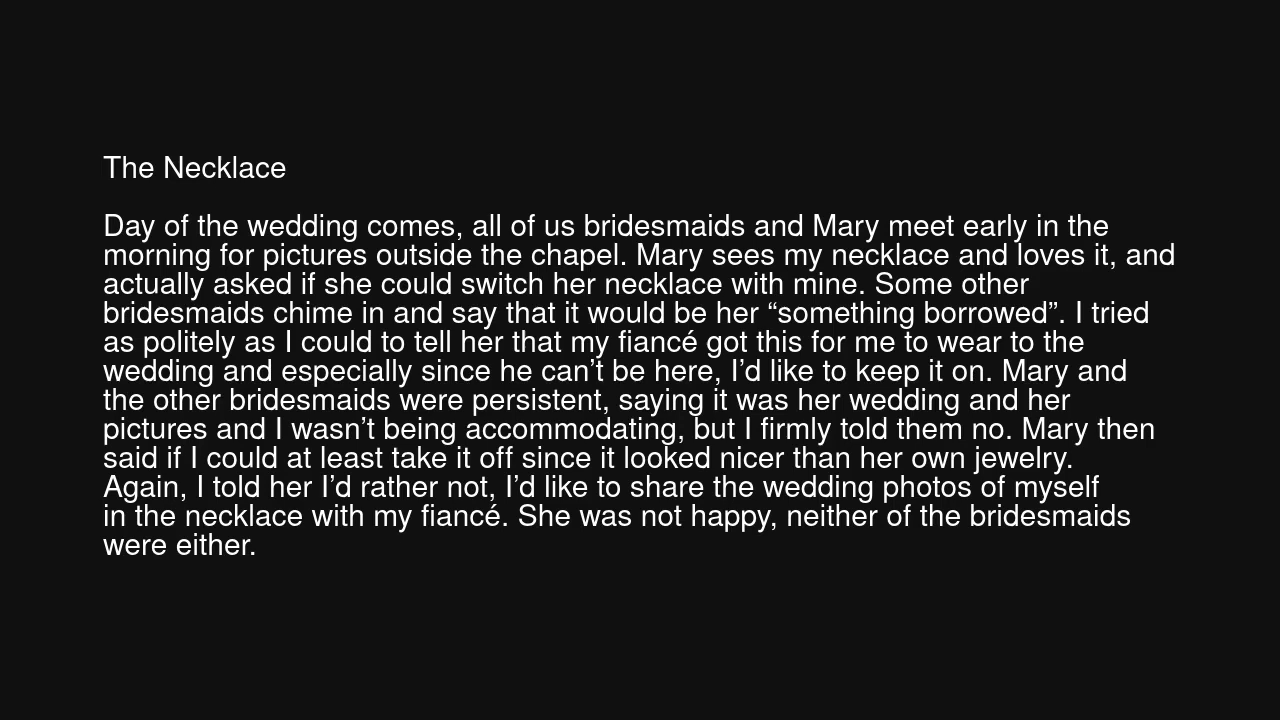 The Necklace
Day of the wedding comes, all of us bridesmaids and Mary meet early in the
morning for pictures outside the chapel. Mary sees my necklace and loves it, and
actually asked if she could switch her necklace with mine. Some other
bridesmaids chime in and say that it would be her “something borrowed”. I tried
as politely as I could to tell her that my fiancé got this for me to wear to the
wedding and especially since he can’t be here, I’d like to keep it on. Mary and
the other bridesmaids were persistent, saying it was her wedding and her
pictures and I wasn’t being accommodating, but I firmly told them no. Mary then
said if I could at least take it off since it looked nicer than her own jewelry.
Again, I told her I’d rather not, I’d like to share the wedding photos of myself
in the necklace with my fiancé. She was not happy, neither of the bridesmaids
were either.